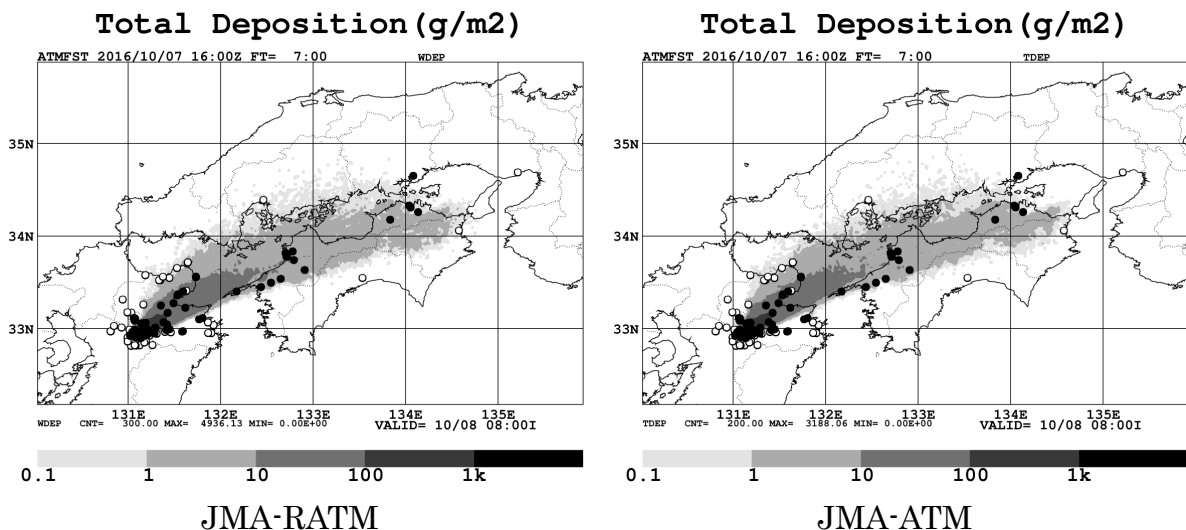 Total Deposition(g/m2)
ATMFST 2016/10/07 16:00Z FT= 7:00 WDEP
35N
34N
33N
131E 132E 133E 134E 135E
WDEP CNT= 300.00 MAX= 4936.13 MIN= 0.00E+00 VALID= 10/08 08:00I
0.1 1 10 100 1k
JMA-RATM
Total Deposition(g/m2)
ATMFST 2016/10/07 16:00Z FT= 7:00 TDEP
35N
34N
33N
131E 132E 133E 134E 135E
TDEP CNT= 200.00 MAX= 3188.06 MIN= 0.00E+00 VALID= 10/08 08:00I
0.1 1 10 100 1k
JMA-ATM